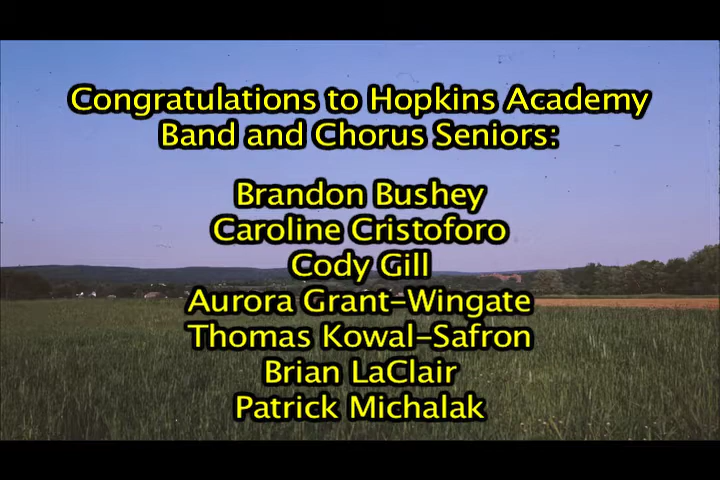 Congratulations to Hopkins Academy
Band and Chorus Seniors:
Brandon Bushey
Caroline Cristoforo
Cody Gill
Aurora Grant-Wingate
Thomas Kowal-Safron
Brian LaClair
Patrick Michalak